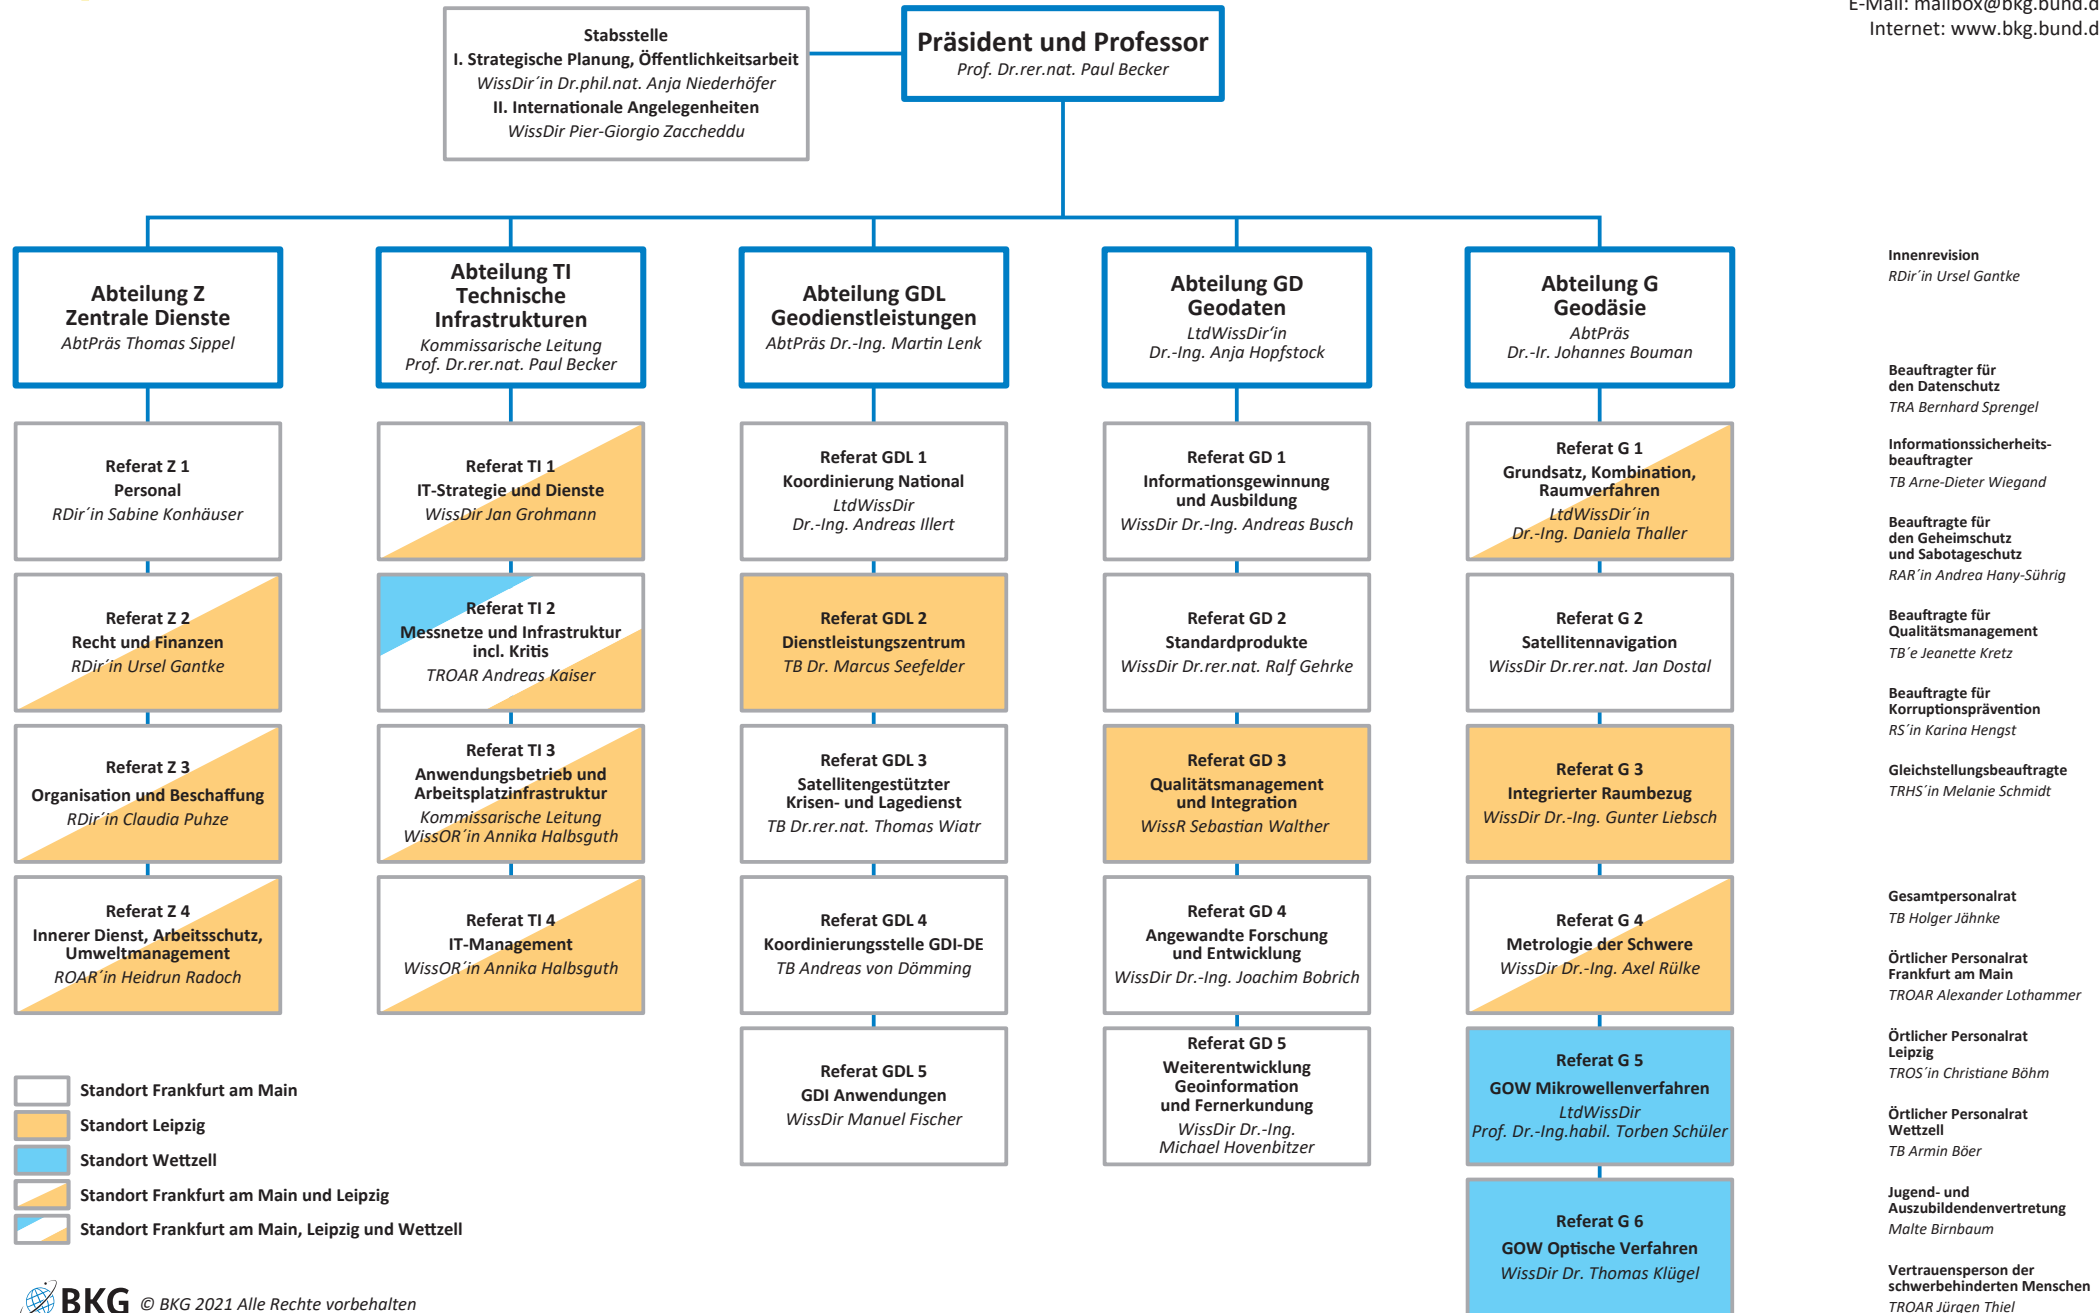 E-Mail: mailbox@bkg.bund.d
Internet: www.bkg.bund.d
Stabsstelle
I. Strategische Planung, Öffentlichkeitsarbeit
WissDir´in Dr.phil.nat. Anja Niederhöfer
II. Internationale Angelegenheiten
WissDir Pier-Giorgio Zaccheddu
Präsident und Professor
Prof. Dr.rer.nat. Paul Becker
Abteilung Z
Zentrale Dienste
AbtPräs Thomas Sippel
Abteilung TI
Technische
Infrastrukturen
Kommissarische Leitung
Prof. Dr.rer.nat. Paul Becker
Abteilung GDL
Geodienstleistungen
AbtPräs Dr.-Ing. Martin Lenk
Abteilung GD
Geodaten
LtdWissDir‘in
Dr.-Ing. Anja Hopfstock
Abteilung G
Geodäsie
AbtPräs
Dr.-Ir. Johannes Bouman
Referat Z 1
Personal
RDir´in Sabine Konhäuser
Referat Z 2
Recht und Finanzen
RDir´in Ursel Gantke
Referat Z 3
Organisation und Beschaffung
RDir´in Claudia Puhze
Referat Z 4
Innerer Dienst, Arbeitsschutz,
Umweltmanagement
ROAR´in Heidrun Radoch
Referat TI 1
IT-Strategie und Dienste
WissDir Jan Grohmann
Referat TI 2
Messnetze und Infrastruktur
incl. Kritis
TROAR Andreas Kaiser
Referat TI 3
Anwendungsbetrieb und
Arbeitsplatzinfrastruktur
Kommissarische Leitung
WissOR´in Annika Halbsguth
Referat TI 4
IT-Management
WissOR´in Annika Halbsguth
Referat GDL 1
Koordinierung National
LtdWissDir
Dr.-Ing. Andreas Illert
Referat GDL 2
Dienstleistungszentrum
TB Dr. Marcus Seefelder
Referat GDL 3
Satellitengestützter
Krisen- und Lagedienst
TB Dr.rer.nat. Thomas Wiatr
Referat GDL 4
Koordinierungsstelle GDI-DE
TB Andreas von Dömming
Referat GDL 5
GDI Anwendungen
WissDir Manuel Fischer
Referat GD 1
Informationsgewinnung
und Ausbildung
WissDir Dr.-Ing. Andreas Busch
Referat GD 2
Standardprodukte
WissDir Dr.rer.nat. Ralf Gehrke
Referat GD 3
Qualitätsmanagement
und Integration
WissR Sebastian Walther
Referat GD 4
Angewandte Forschung
und Entwicklung
WissDir Dr.-Ing. Joachim Bobrich
Referat GD 5
Weiterentwicklung
Geoinformation
und Fernerkundung
WissDir Dr.-Ing.
Michael Hovenbitzer
Referat G 1
Grundsatz, Kombination,
Raumverfahren
LtdWissDir´in
Dr.-Ing. Daniela Thaller
Referat G 2
Satellitennavigation
WissDir Dr.rer.nat. Jan Dostal
Referat G 3
Integrierter Raumbezug
WissDir Dr.-Ing. Gunter Liebsch
Referat G 4
Metrologie der Schwere
WissDir Dr.-Ing. Axel Rülke
Referat G 5
GOW Mikrowellenverfahren
LtdWissDir
Prof. Dr.-Ing.habil. Torben Schüler
Referat G 6
GOW Optische Verfahren
WissDir Dr. Thomas Klügel
Innenrevision
RDir´in Ursel Gantke
Beauftragter für
den Datenschutz
TRA Bernhard Sprengel
Informationssicherheits-
beauftragter
TB Arne-Dieter Wiegand
Beauftragte für
den Geheimschutz
und Sabotageschutz
RAR´in Andrea Hany-Sührig
Beauftragte für
Qualitätsmanagement
TB´e Jeanette Kretz
Beauftragte für
Korruptionsprävention
RS´in Karina Hengst
Gleichstellungsbeauftragte
TRHS´in Melanie Schmidt
Gesamtpersonalrat
TB Holger Jähnke
Örtlicher Personalrat
Frankfurt am Main
TROAR Alexander Lothammer
Örtlicher Personalrat
Leipzig
TROS´in Christiane Böhm
Örtlicher Personalrat
Wettzell
TB Armin Böer
Jugend- und
Auszubildendenvertretung
Malte Birnbaum
Vertrauensperson der
schwerbehinderten Menschen
TROAR Jürgen Thiel
Standort Frankfurt am Main
Standort Leipzig
Standort Wettzell
Standort Frankfurt am Main und Leipzig
Standort Frankfurt am Main, Leipzig und Wettzell
BKG © BKG 2021 Alle Rechte vorbehalten